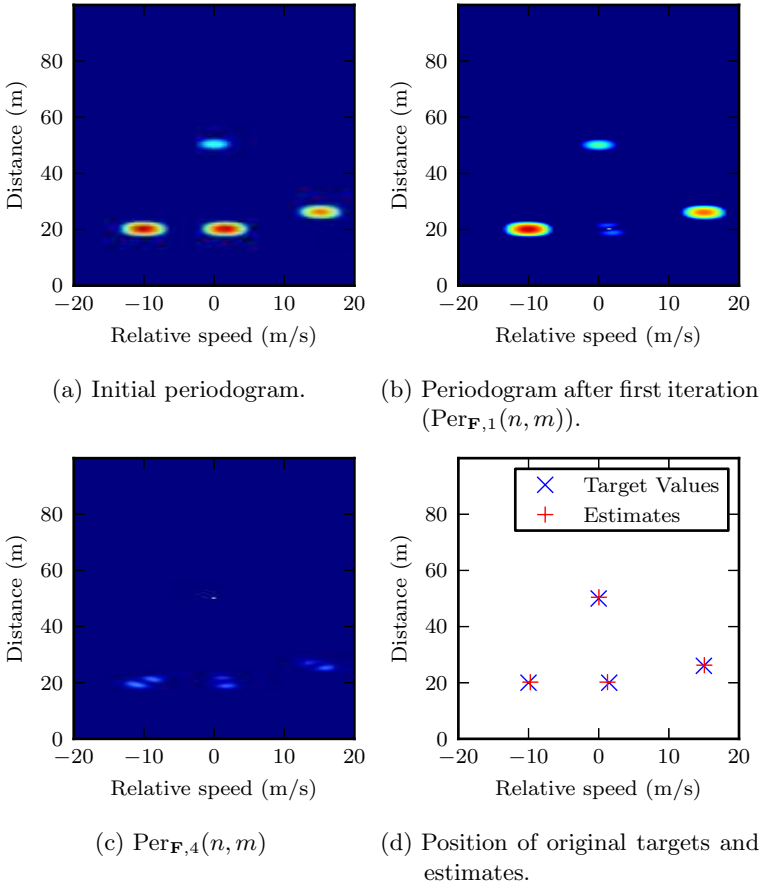 80
60
40
20
0
Distance (m)
−20 −10 0 10 20
Relative speed (m/s)
(a) Initial periodogram.
80
60
40
20
0
Distance (m)
−20 −10 0 10 20
Relative speed (m/s)
(b) Periodogram after first iteration
(Per_F,1(n, m)).
80
60
40
20
0
Distance (m)
−20 −10 0 10 20
Relative speed (m/s)
(c) Per_F,4(n, m)
Target Values
Estimates
80
60
40
20
0
Distance (m)
−20 −10 0 10 20
Relative speed (m/s)
(d) Position of original targets and
estimates.